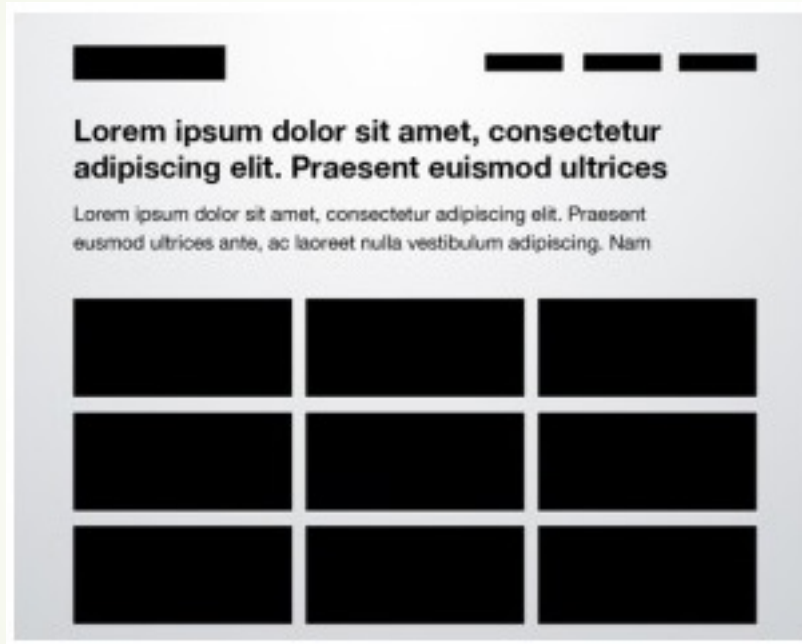 Lorem ipsum dolor sit amet, consectetur
adipiscing elit. Praesent euismod ultrices
Lorem ipsum dolor sit amet, consectetur adipiscing elit. Praesent
eusmod ultrices ante, ac laoreet nulla vestibulum adipiscing. Nam